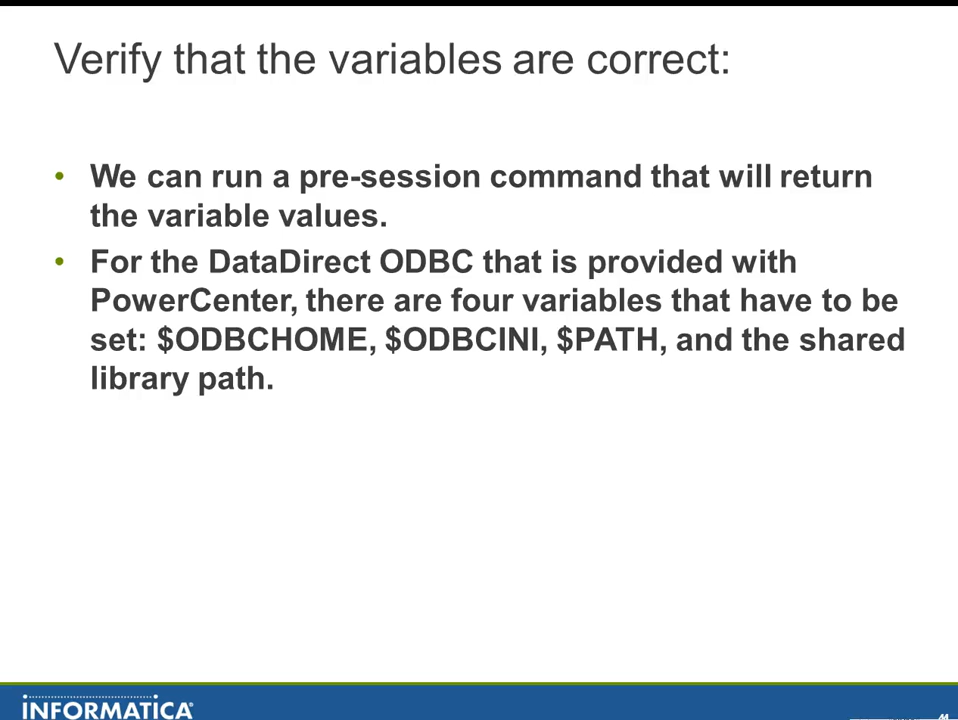 Verify that the variables are correct:
• We can run a pre-session command that will return
the variable values.
• For the DataDirect ODBC that is provided with
PowerCenter, there are four variables that have to be
set: $ODBCHOME, $ODBCINI, $PATH, and the shared
library path.
INFORMATICA